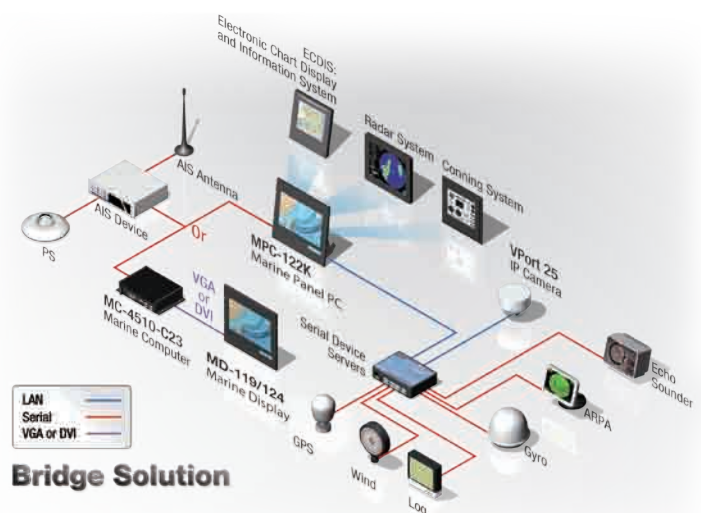 ECDIS:
Electronic Chart Display
and Information System
Radar System
Conning System
AIS Antenna
AIS Device
PS
Or
MPC-122K
Marine Panel PC
VPort 25
IP Camera
MC-4510-C23
Marine Computer
VGA
or
DVI
MD-119/124
Marine Display
Serial Device
Servers
Echo
Sounder
ARPA
Gyro
GPS
Wind
Log
LAN
Serial
VGA or DVI
Bridge Solution